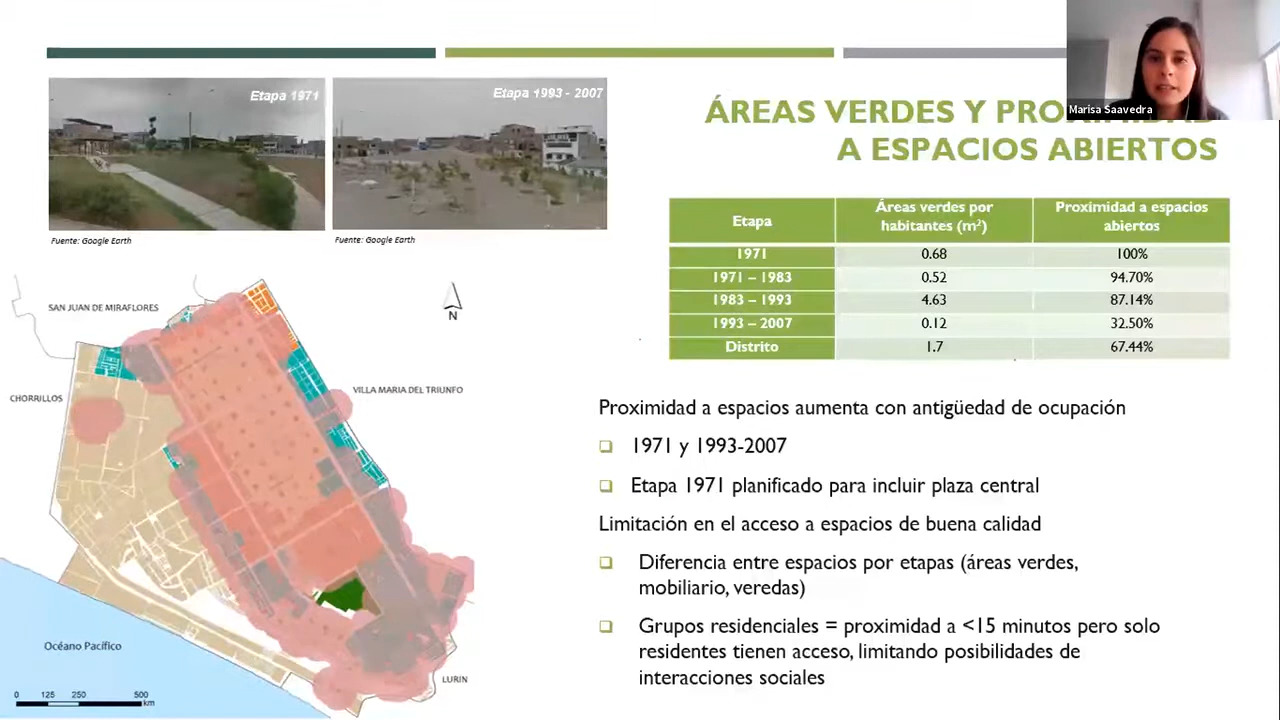 Etapa 1971
Etapa 1993 - 2007
Fuente: Google Earth
Fuente: Google Earth
Marisa Saavedra
ÁREAS VERDES Y
A ESPACIOS ABIERTOS
Etapa
Áreas verdes por habitantes (m²)
Proximidad a espacios abiertos
1971 0.68 100%
1971 – 1983 0.52 94.70%
1983 – 1993 4.63 87.14%
1993 – 2007 0.12 32.50%
Distrito 1.7 67.44%
SAN JUAN DE MIRAFLORES
N
CHORRILLOS
VILLA MARIA DEL TRIUNFO
Océano Pacífico
LURIN
0 125 250 500
km
Proximidad a espacios aumenta con antigüedad de ocupación
1971 y 1993-2007
Etapa 1971 planificado para incluir plaza central
Limitación en el acceso a espacios de buena calidad
Diferencia entre espacios por etapas (áreas verdes,
mobiliario, veredas)
Grupos residenciales = proximidad a <15 minutos pero solo
residentes tienen acceso, limitando posibilidades de
interacciones sociales